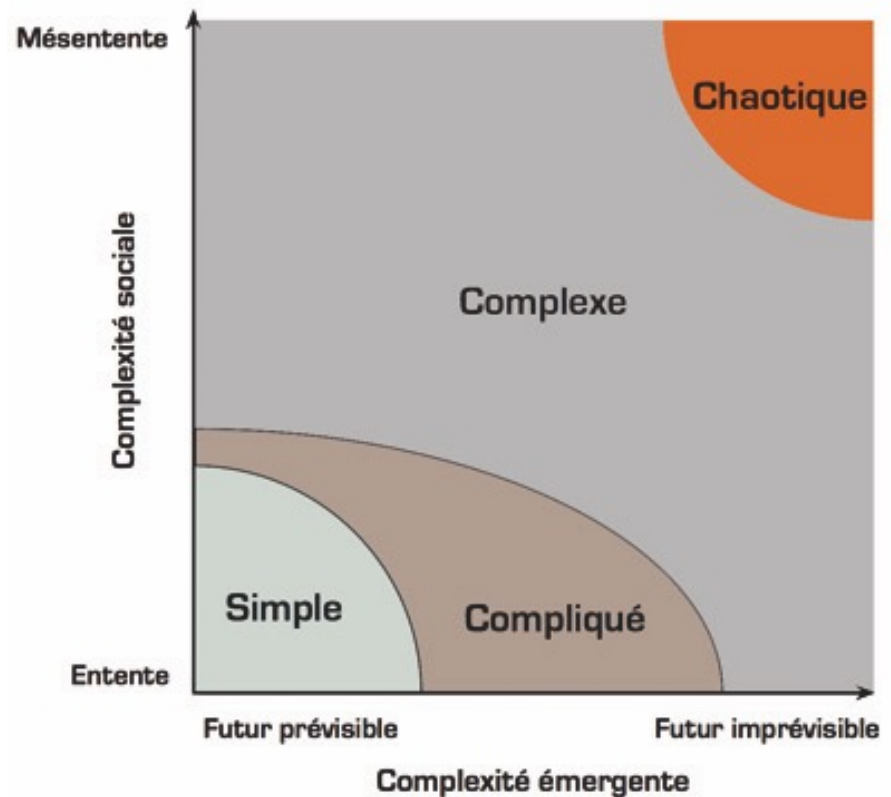 Mésentente
Chaotique
Complexité sociale
Complexe
Simple
Compliqué
Entente
Futur prévisible
Futur imprévisible
Complexité émergente